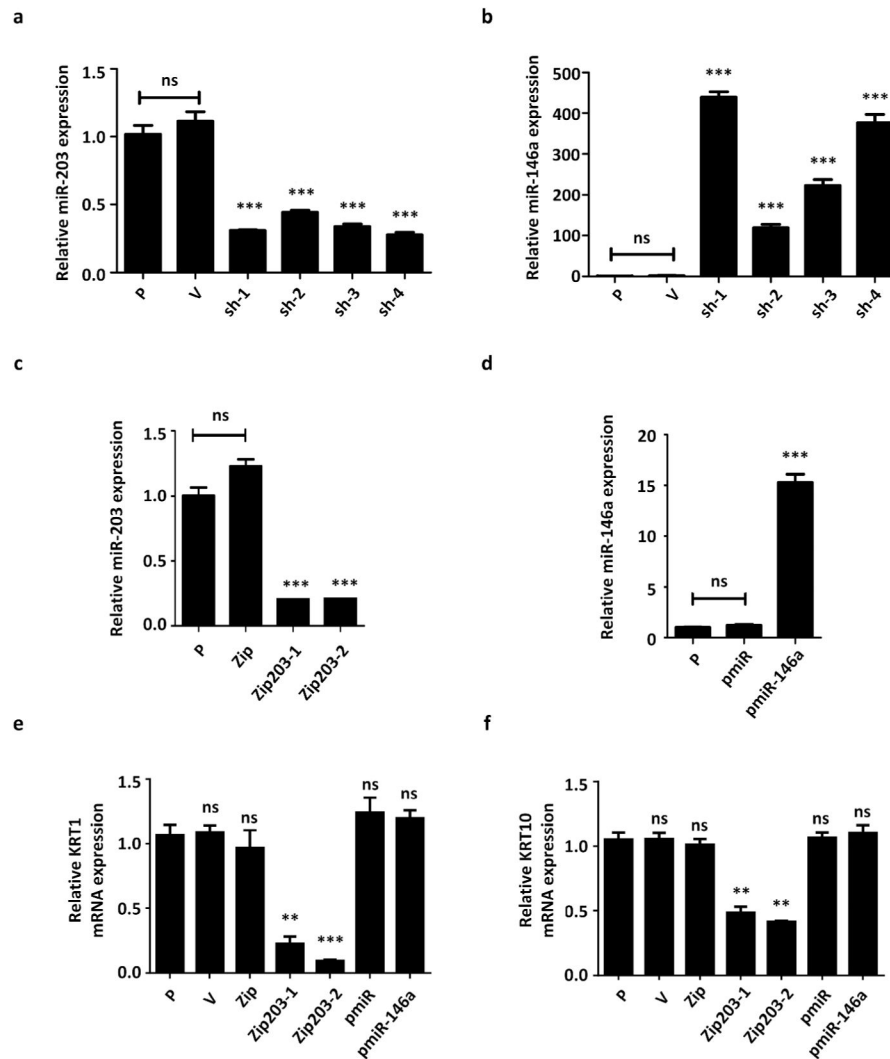 a
Relative miR-203 expression
1.5
1.0
0.5
0.0
ns
***
***
***
***
P
V
sh-1
sh-2
sh-3
sh-4
b
Relative miR-146a expression
500
400
300
200
100
0
ns
***
***
***
***
P
V
sh-1
sh-2
sh-3
sh-4
c
Relative miR-203 expression
1.5
1.0
0.5
0.0
ns
***
***
P
Zip
Zip203-1
Zip203-2
d
Relative miR-146a expression
20
15
10
5
0
ns
***
P
pmiR
pmiR-146a
e
Relative KRT1
mRNA expression
1.5
1.0
0.5
0.0
ns
ns
**
***
ns
ns
P
V
Zip
Zip203-1
Zip203-2
pmiR
pmiR-146a
f
Relative KRT10
mRNA expression
1.5
1.0
0.5
0.0
ns
ns
**
**
ns
ns
P
V
Zip
Zip203-1
Zip203-2
pmiR
pmiR-146a